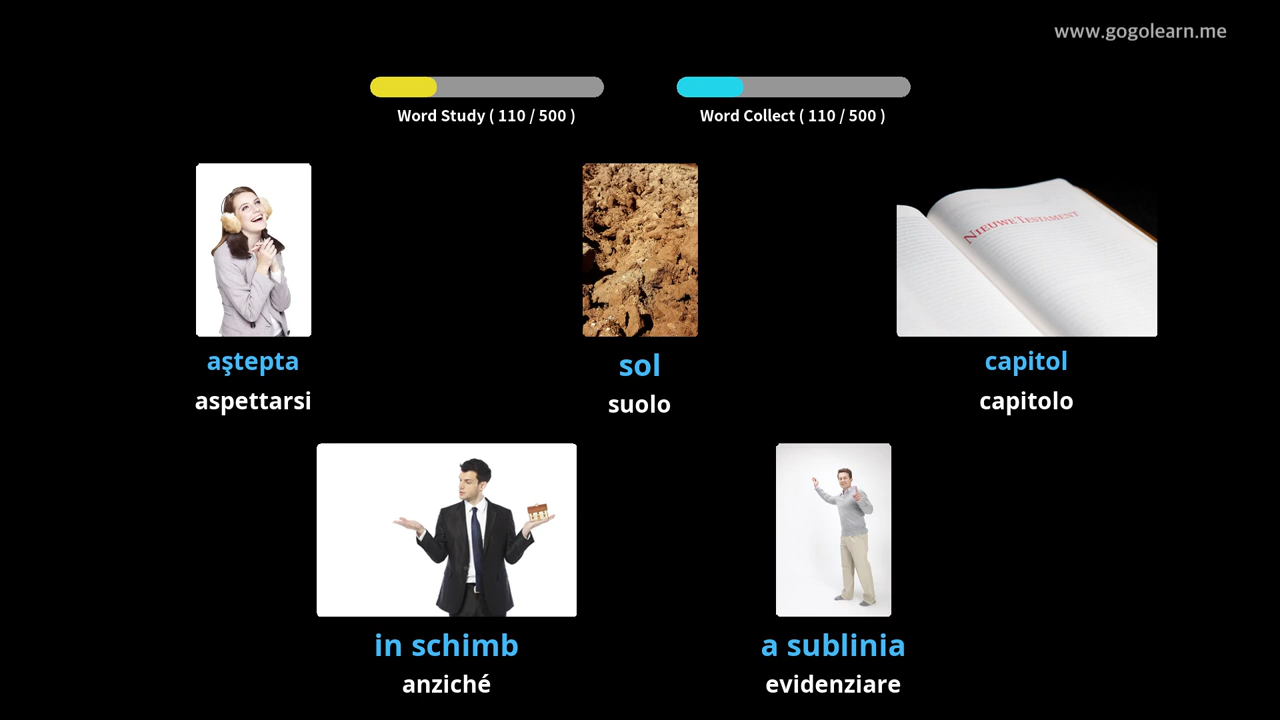 www.gogolearn.me
Word Study ( 110 / 500 )
Word Collect ( 110 / 500 )
NIEUWE TESTAMENT
aştepta
aspettarsi
sol
suolo
capitol
capitolo
in schimb
anziché
a sublinia
evidenziare